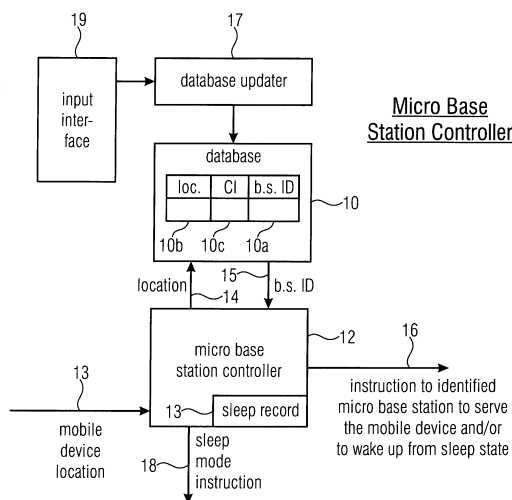 19
17
input
inter-
face
database updater
Micro Base
Station Controller
database
loc. CI b.s. ID
10
10b 10c 10a
location
15
b.s. ID
14
12
16
micro base
station controller
13
13 sleep record
instruction to identified
micro base station to serve
the mobile device and/or
to wake up from sleep state
mobile
device
location
18
sleep
mode
instruction